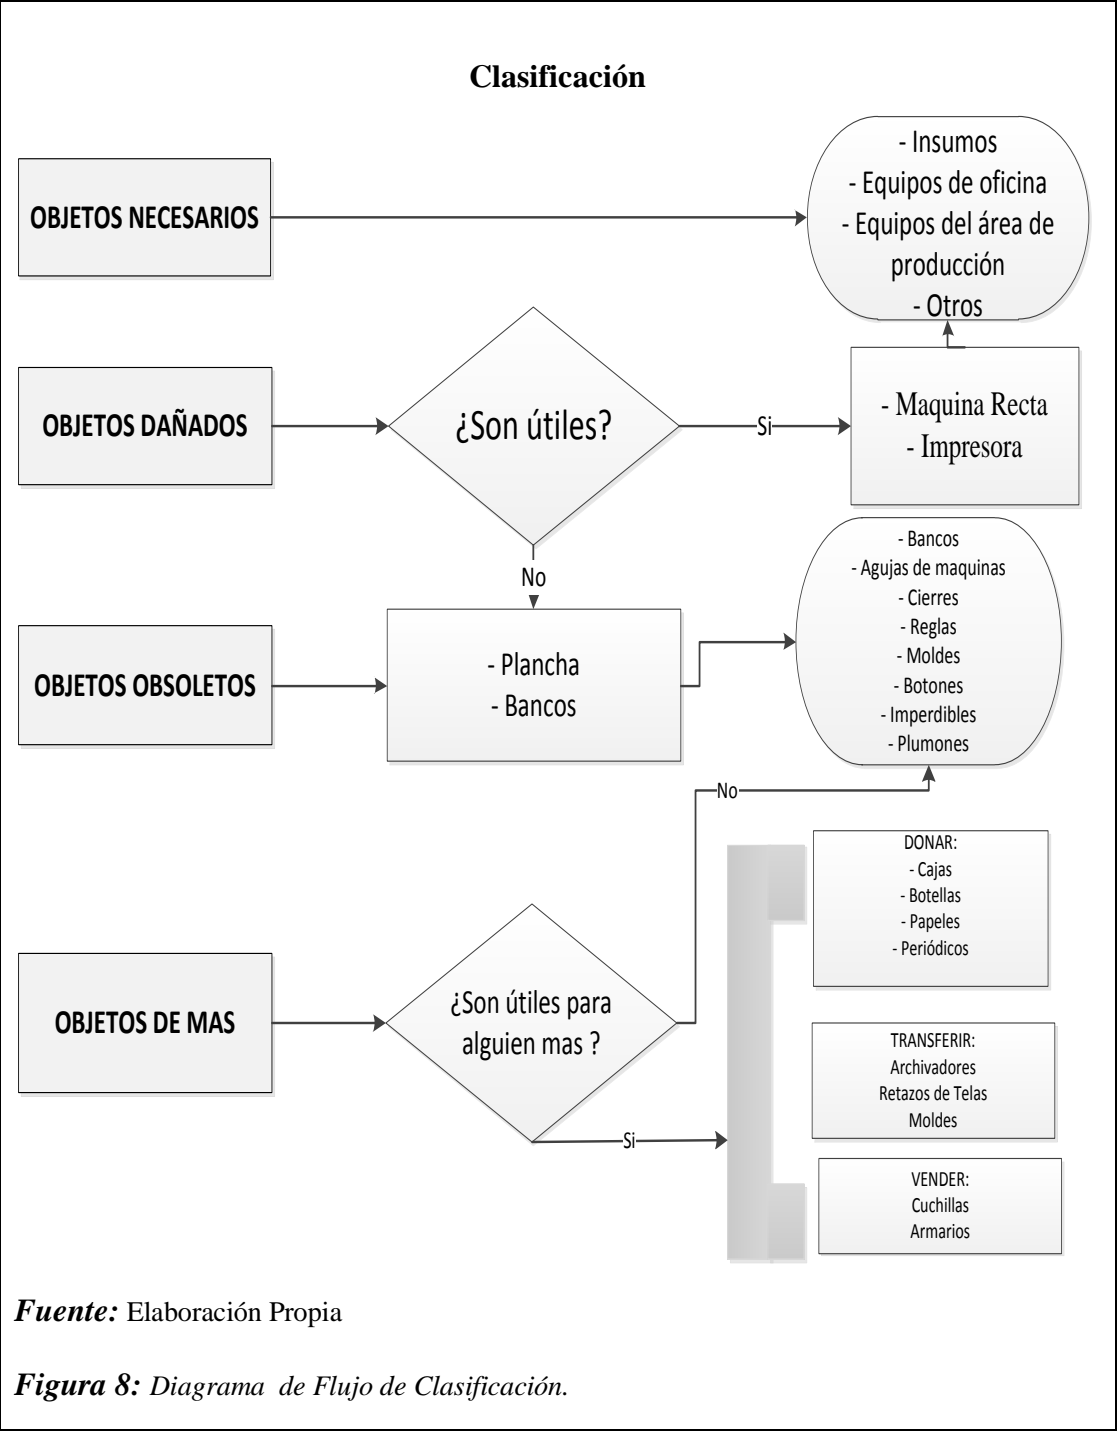 Clasificación
OBJETOS NECESARIOS
- Insumos
- Equipos de oficina
- Equipos del área de
producción
- Otros
OBJETOS DAÑADOS
¿Son útiles?
Si
- Maquina Recta
- Impresora
No
OBJETOS OBSOLETOS
- Plancha
- Bancos
- Bancos
- Agujas de maquinas
- Cierres
- Reglas
- Moldes
- Botones
- Imperdibles
- Plumones
OBJETOS DE MAS
¿Son útiles para
alguien mas ?
No
Si
DONAR:
- Cajas
- Botellas
- Papeles
- Periódicos
TRANSFERIR:
Archivadores
Retazos de Telas
Moldes
VENDER:
Cuchillas
Armarios
Fuente: Elaboración Propia
Figura 8: Diagrama de Flujo de Clasificación.